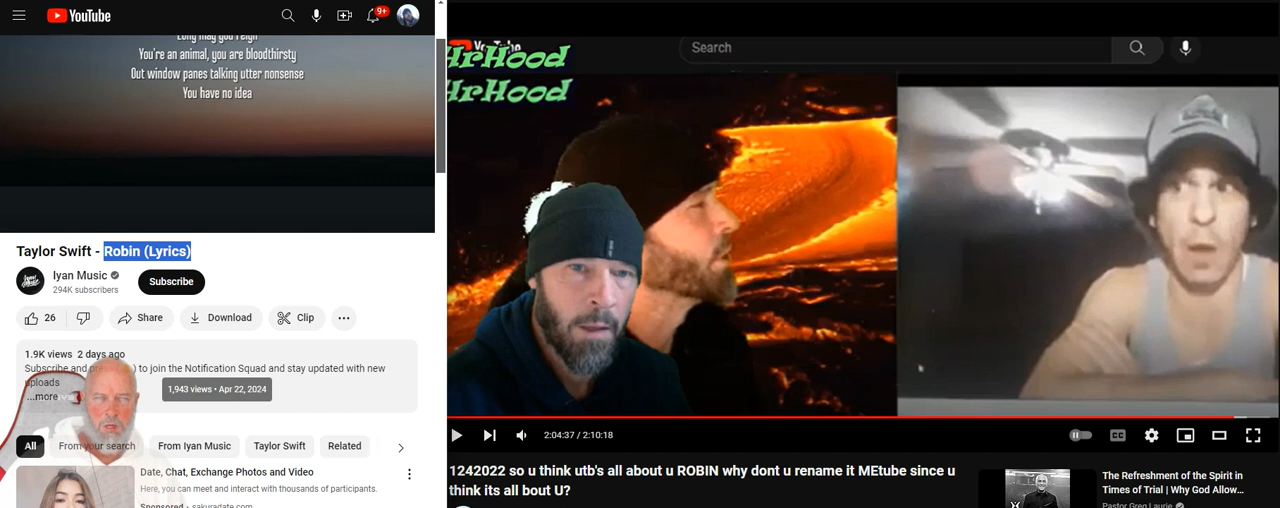 YouTube
9+
Long may you reign
You're an animal, you are bloodthirsty
Out window panes talking utter nonsense
You have no idea
Taylor Swift - Robin (Lyrics)
Iyan Music
294K subscribers
Subscribe
26
Share
Download
Clip
1.9K views 2 days ago
Subscribe and ) to join the Notification Squad and stay updated with new
uploads
...more
1,943 views • Apr 22, 2024
All
From your search
From Iyan Music
Taylor Swift
Related
Date, Chat, Exchange Photos and Video
Here, you can meet and interact with thousands of participants.
Sponsored · sakuradate.com
YouTube
HrHood
HrHood
Search
2:04:37 / 2:10:18
CC
1242022 so u think utb's all about u ROBIN why dont u rename it MEtube since u
think its all bout U?
The Refreshment of the Spirit in
Times of Trial | Why God Allow...
Pastor Greg Laurie